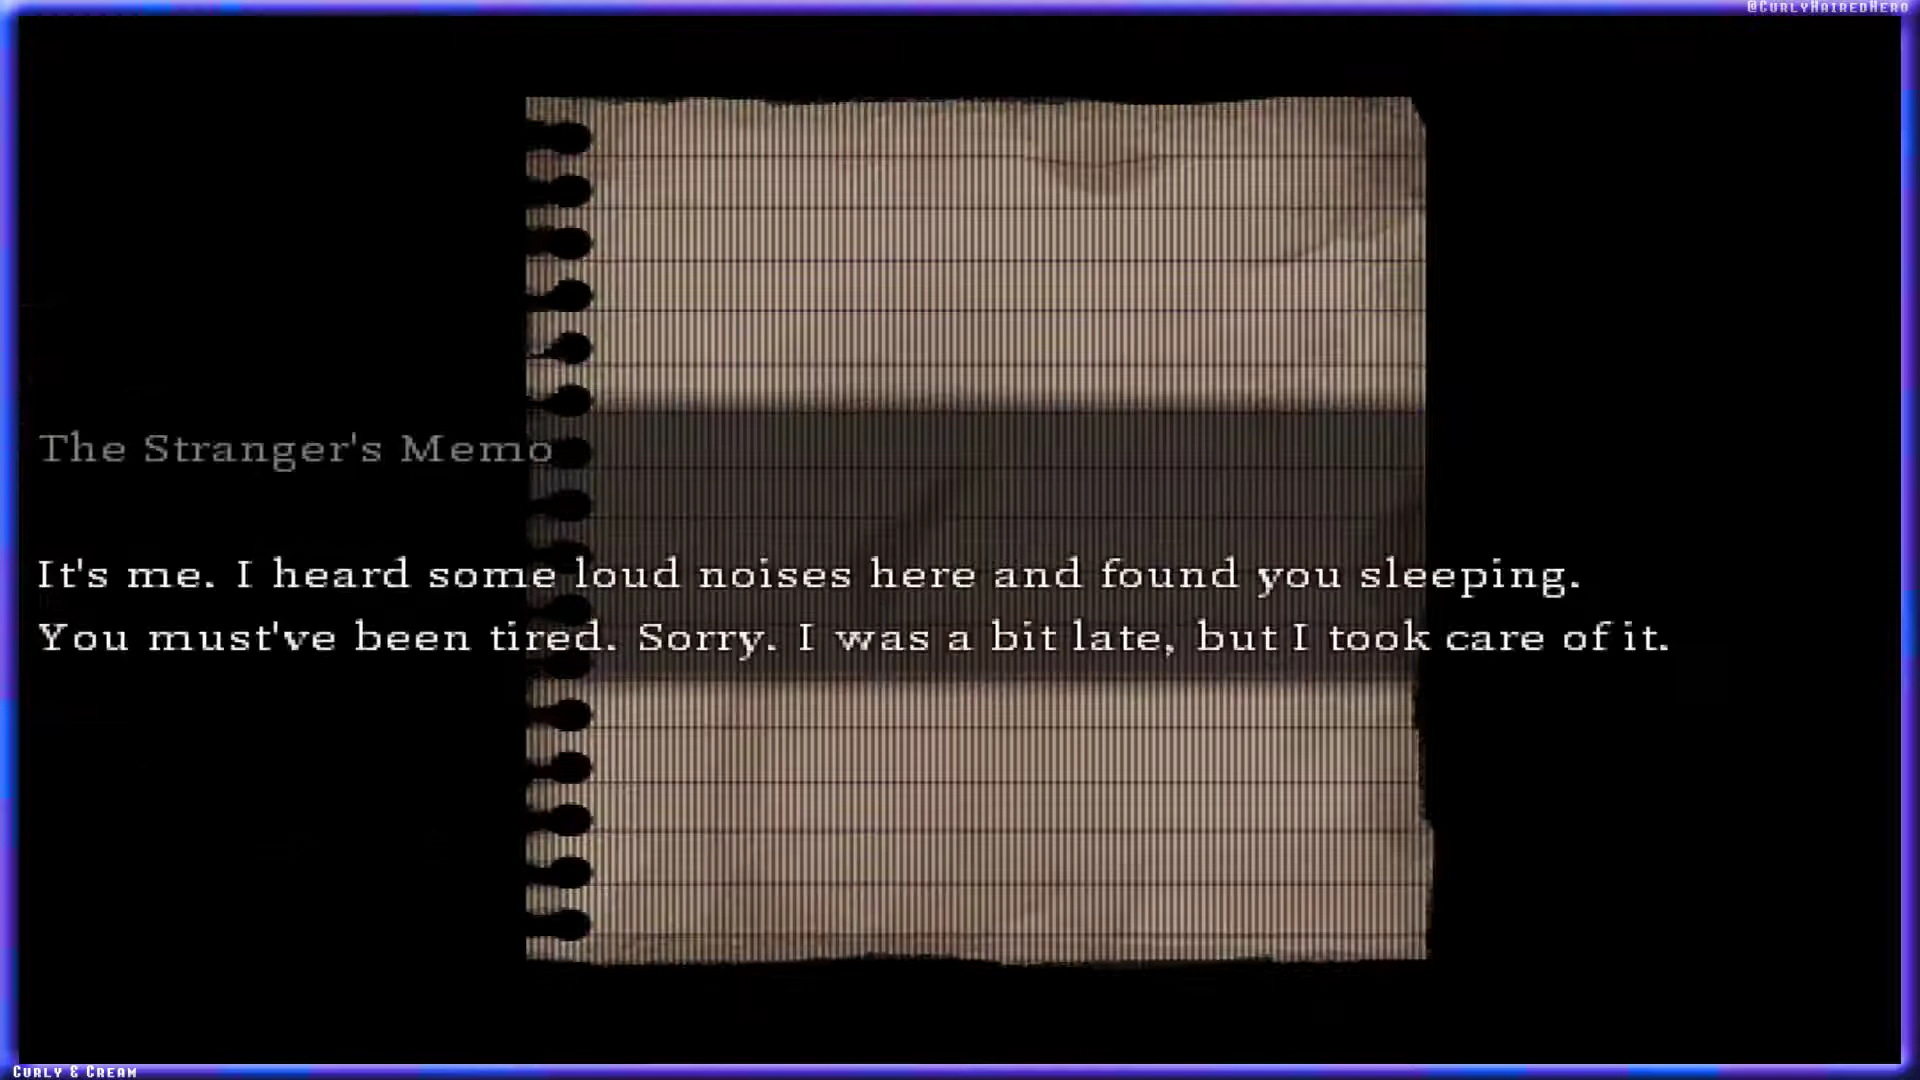 @CurlyHairedHero
The Stranger's Memo
It's me. I heard some loud noises here and found you sleeping.
You must've been tired. Sorry. I was a bit late, but I took care of it.
Curly & Cream